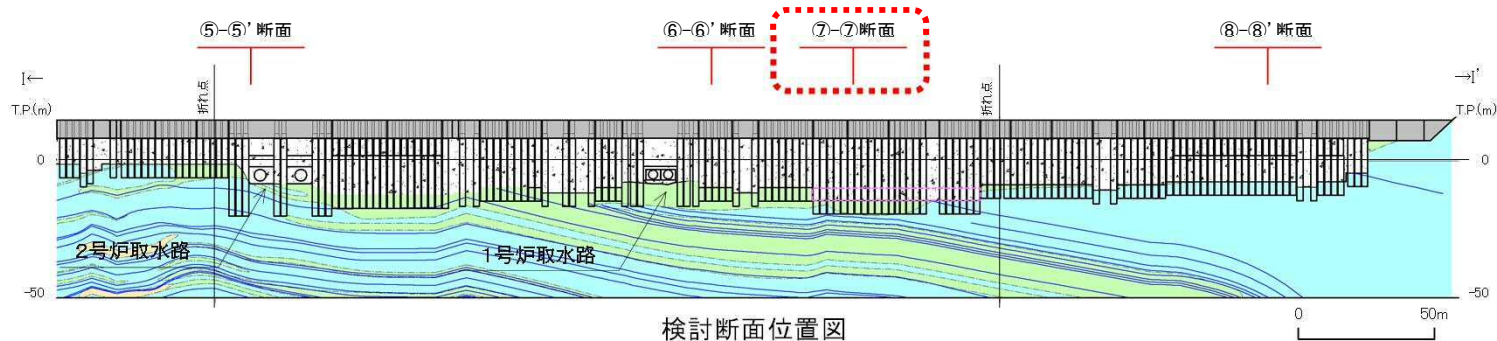 ⑤-⑤’断面 ⑥-⑥’断面 ⑦-⑦断面 ⑧-⑧’断面
I← 折れ点 折れ点 →I’
T.P.(m) T.P.(m)
0 0
2号炉取水路 1号炉取水路
-50 -50
検討断面位置図
0 50m